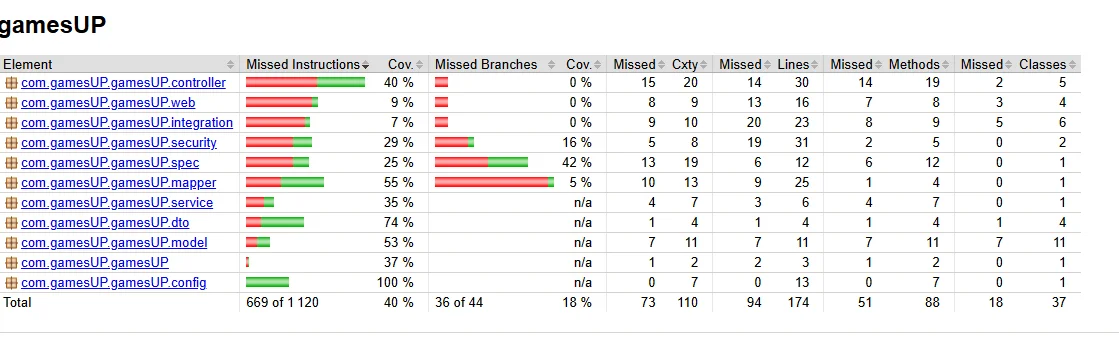 gamesUP
Element Missed Instructions Cov. Missed Branches Cov. Missed Cxty Missed Lines Missed Methods Missed Classes
com.gamesUP.gamesUP.controller 40 % 0 % 15 20 14 30 14 19 2 5
com.gamesUP.gamesUP.web 9 % 0 % 8 9 13 16 7 8 3 4
com.gamesUP.gamesUP.integration 7 % 0 % 9 10 20 23 8 9 5 6
com.gamesUP.gamesUP.security 29 % 16 % 5 8 19 31 2 5 0 2
com.gamesUP.gamesUP.spec 25 % 42 % 13 19 6 12 6 12 0 1
com.gamesUP.gamesUP.mapper 55 % 5 % 10 13 9 25 1 4 0 1
com.gamesUP.gamesUP.service 35 % n/a 4 7 3 6 4 7 0 1
com.gamesUP.gamesUP.dto 74 % n/a 1 4 1 4 1 4 1 4
com.gamesUP.gamesUP.model 53 % n/a 7 11 7 11 7 11 7 11
com.gamesUP.gamesUP 37 % n/a 1 2 2 3 1 2 0 1
com.gamesUP.gamesUP.config 100 % n/a 0 7 0 13 0 7 0 1
Total 669 of 1 120 40 % 36 of 44 18 % 73 110 94 174 51 88 18 37